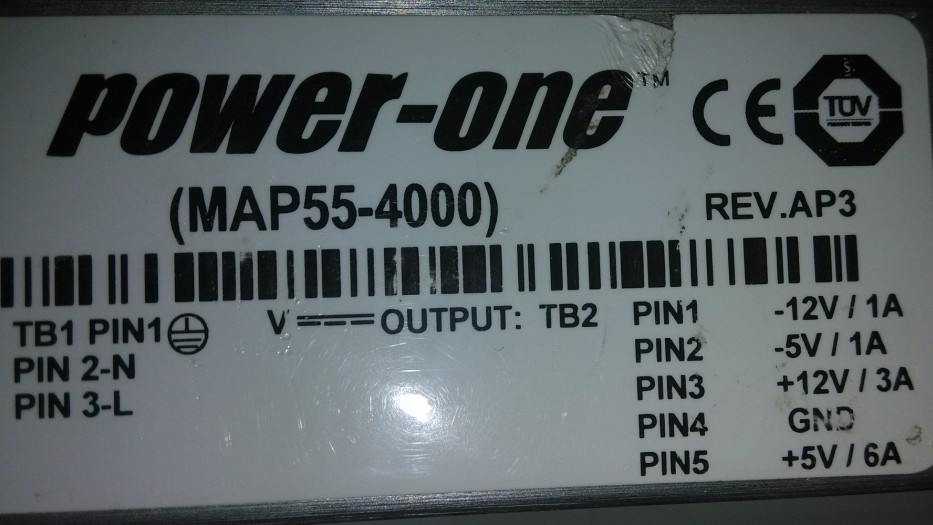 power-one™ CE S TÜV
(MAP55-4000) REV.AP3
TB1 PIN1 V OUTPUT: TB2 PIN1 -12V / 1A
PIN 2-N PIN2 -5V / 1A
PIN 3-L PIN3 +12V / 3A
PIN4 GND
PIN5 +5V / 6A